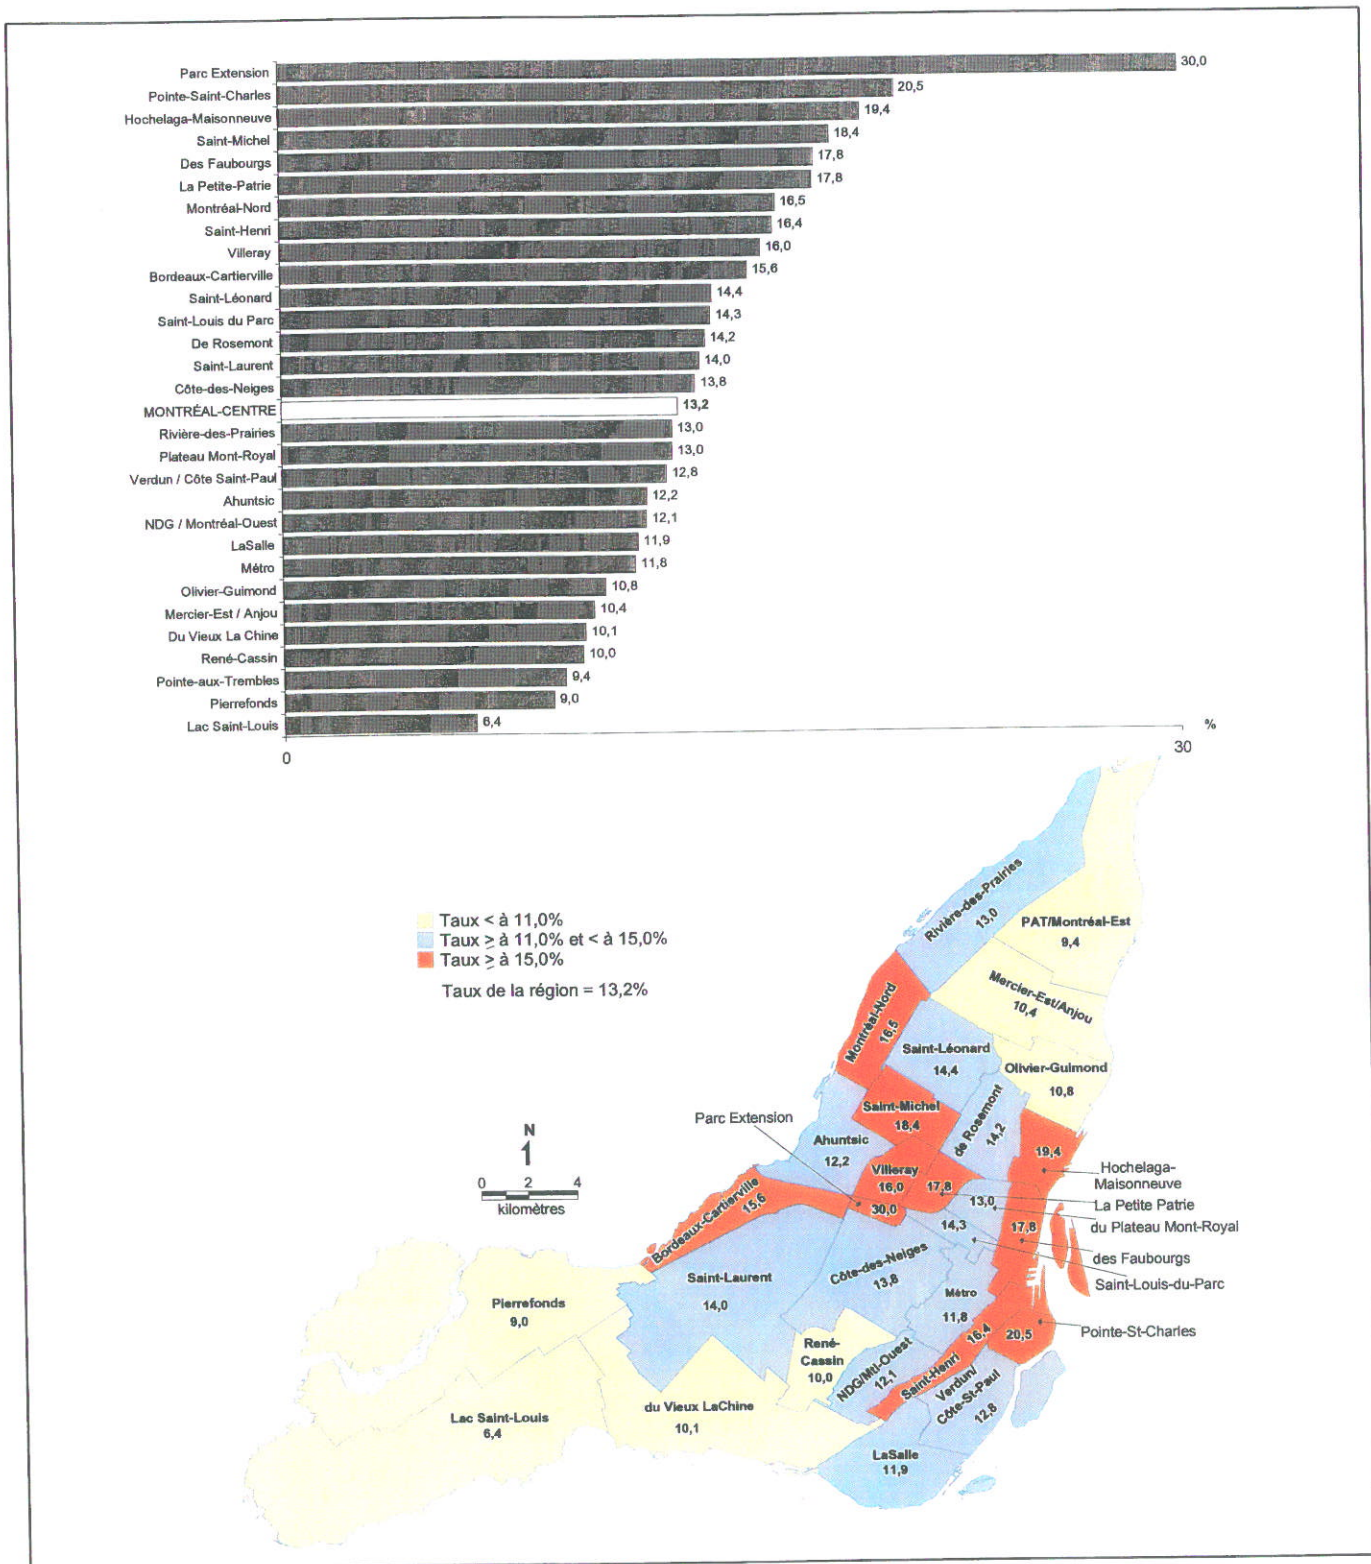 Parc Extension 30,0
Pointe-Saint-Charles 20,5
Hochelaga-Maisonneuve 19,4
Saint-Michel 18,4
Des Faubourgs 17,8
La Petite-Patrie 17,8
Montréal-Nord 16,5
Saint-Henri 16,4
Villeray 16,0
Bordeaux-Cartierville 15,6
Saint-Léonard 14,4
Saint-Louis du Parc 14,3
De Rosemont 14,2
Saint-Laurent 14,0
Côte-des-Neiges 13,8
MONTRÉAL-CENTRE 13,2
Rivière-des-Prairies 13,0
Plateau Mont-Royal 13,0
Verdun / Côte Saint-Paul 12,8
Ahuntsic 12,2
NDG / Montréal-Ouest 12,1
LaSalle 11,9
Métro 11,8
Olivier-Guimond 10,8
Mercier-Est / Anjou 10,4
Du Vieux La Chine 10,1
René-Cassin 10,0
Pointe-aux-Trembles 9,4
Pierrefonds 9,0
Lac Saint-Louis 6,4
%
0 30
Taux < à 11,0%
Taux ≥ à 11,0% et < à 15,0%
Taux ≥ à 15,0%
Taux de la région = 13,2%
Rivière-des-Prairies
13,0
PAT/Montréal-Est
9,4
Mercier-Est/Anjou
10,4
Montréal-Nord
16,5
Saint-Léonard
14,4
Olivier-Guimond
10,8
Saint-Michel
18,4
de Rosemont
14,2
Parc Extension
Ahuntsic
12,2
N
0 2 4
kilomètres
Villeray
16,0
17,8
30,0
19,4
Hochelaga-
Maisonneuve
La Petite Patrie
13,0
du Plateau Mont-Royal
14,3
17,8
des Faubourgs
Saint-Louis-du-Parc
Bordeaux-Cartierville
15,6
Saint-Laurent
14,0
Côte-des-Neiges
13,8
Métro
11,8
Pierrefonds
9,0
René-
Cassin
10,0
NDG/Mtl-Ouest
12,1
Saint-Henri
16,4
20,5
Pointe-St-Charles
Verdun/
Côte-St-Paul
12,8
Lac Saint-Louis
6,4
du Vieux LaChine
10,1
LaSalle
11,9